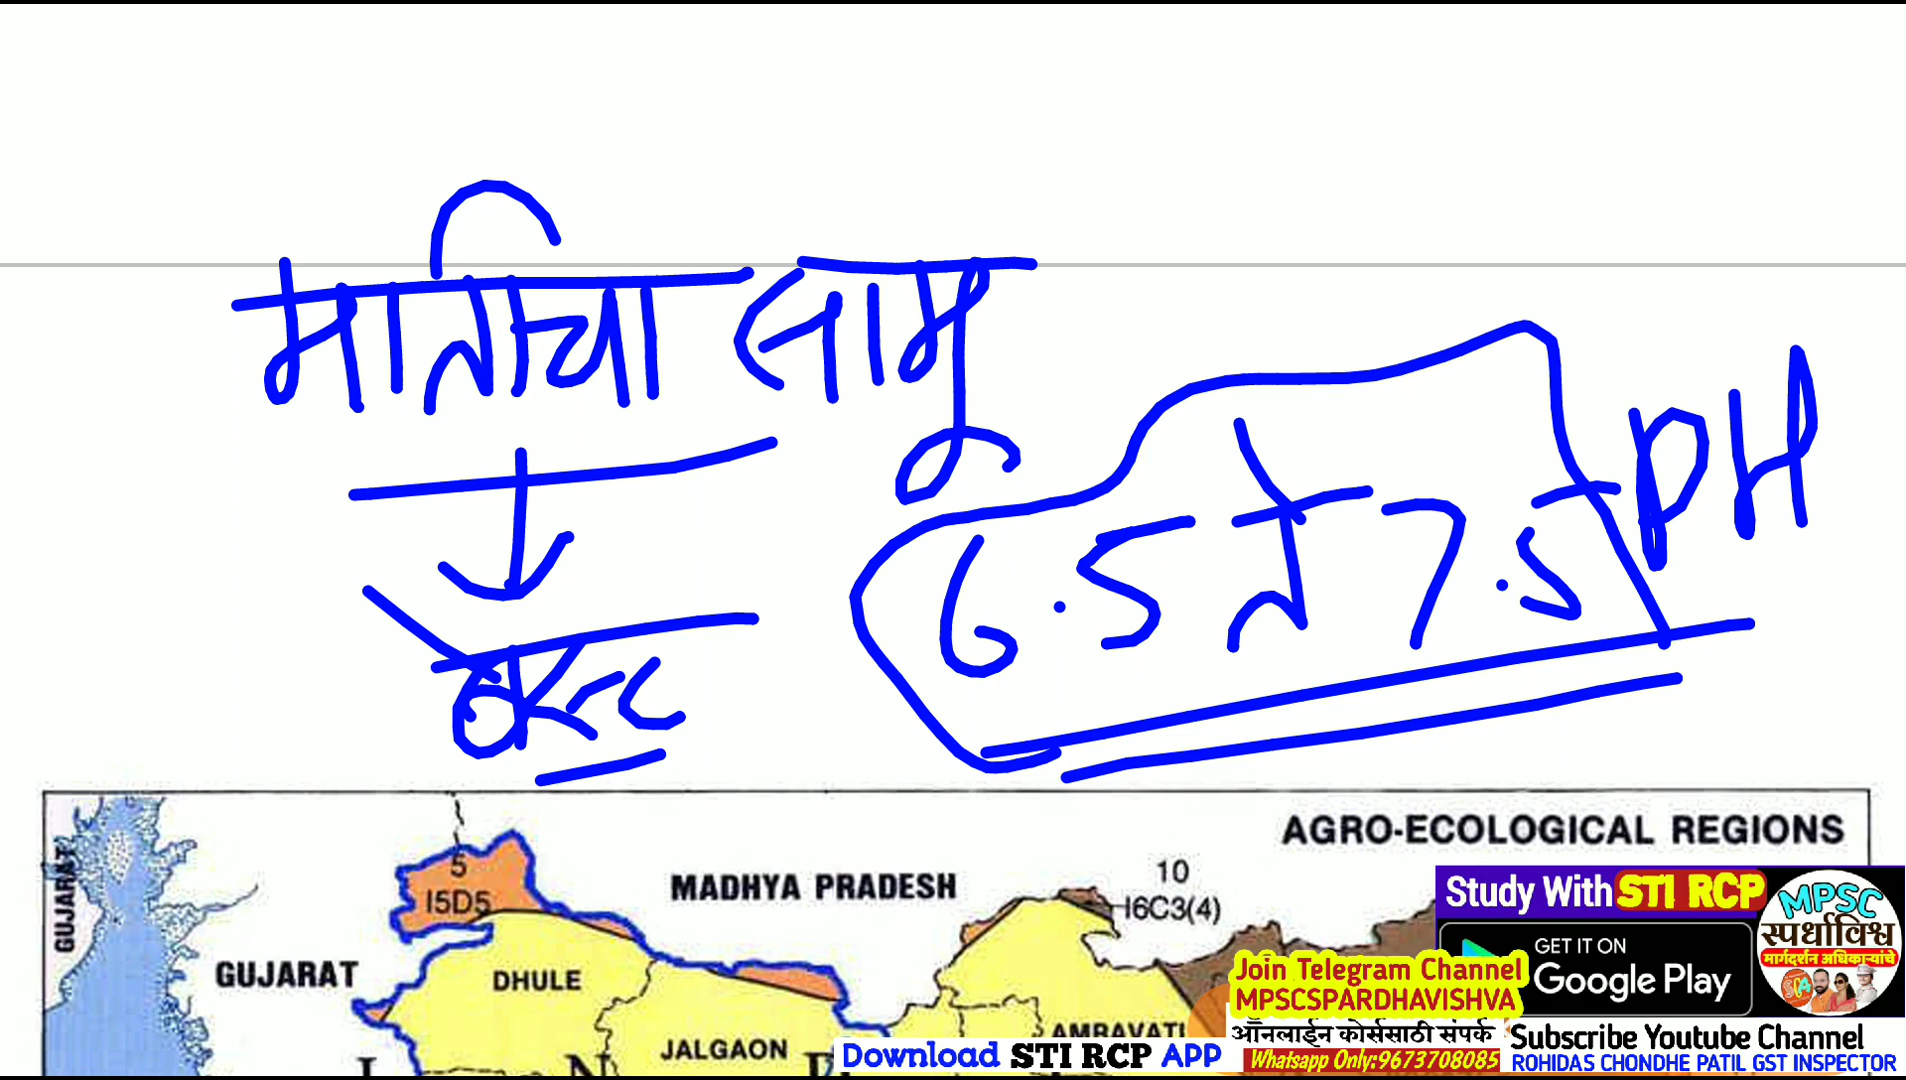 मातीचा सामू
6.5 ते 7.5 PH
AGRO-ECOLOGICAL REGIONS
GUJARAT
5
I5D5
MADHYA PRADESH
10
I6C3(4)
GUJARAT
DHULE
JALGAON
AMRAVATI
Study With STI RCP
GET IT ON
Google Play
MPSC
स्पर्धाविश्व
मार्गदर्शन अधिकाऱ्यांचे
Join Telegram Channel
MPSCSPARDHAVISHVA
ऑनलाईन कोर्ससाठी संपर्क
Whatsapp Only:9673708085
Download STI RCP APP
Subscribe Youtube Channel
ROHIDAS CHONDHE PATIL GST INSPECTOR